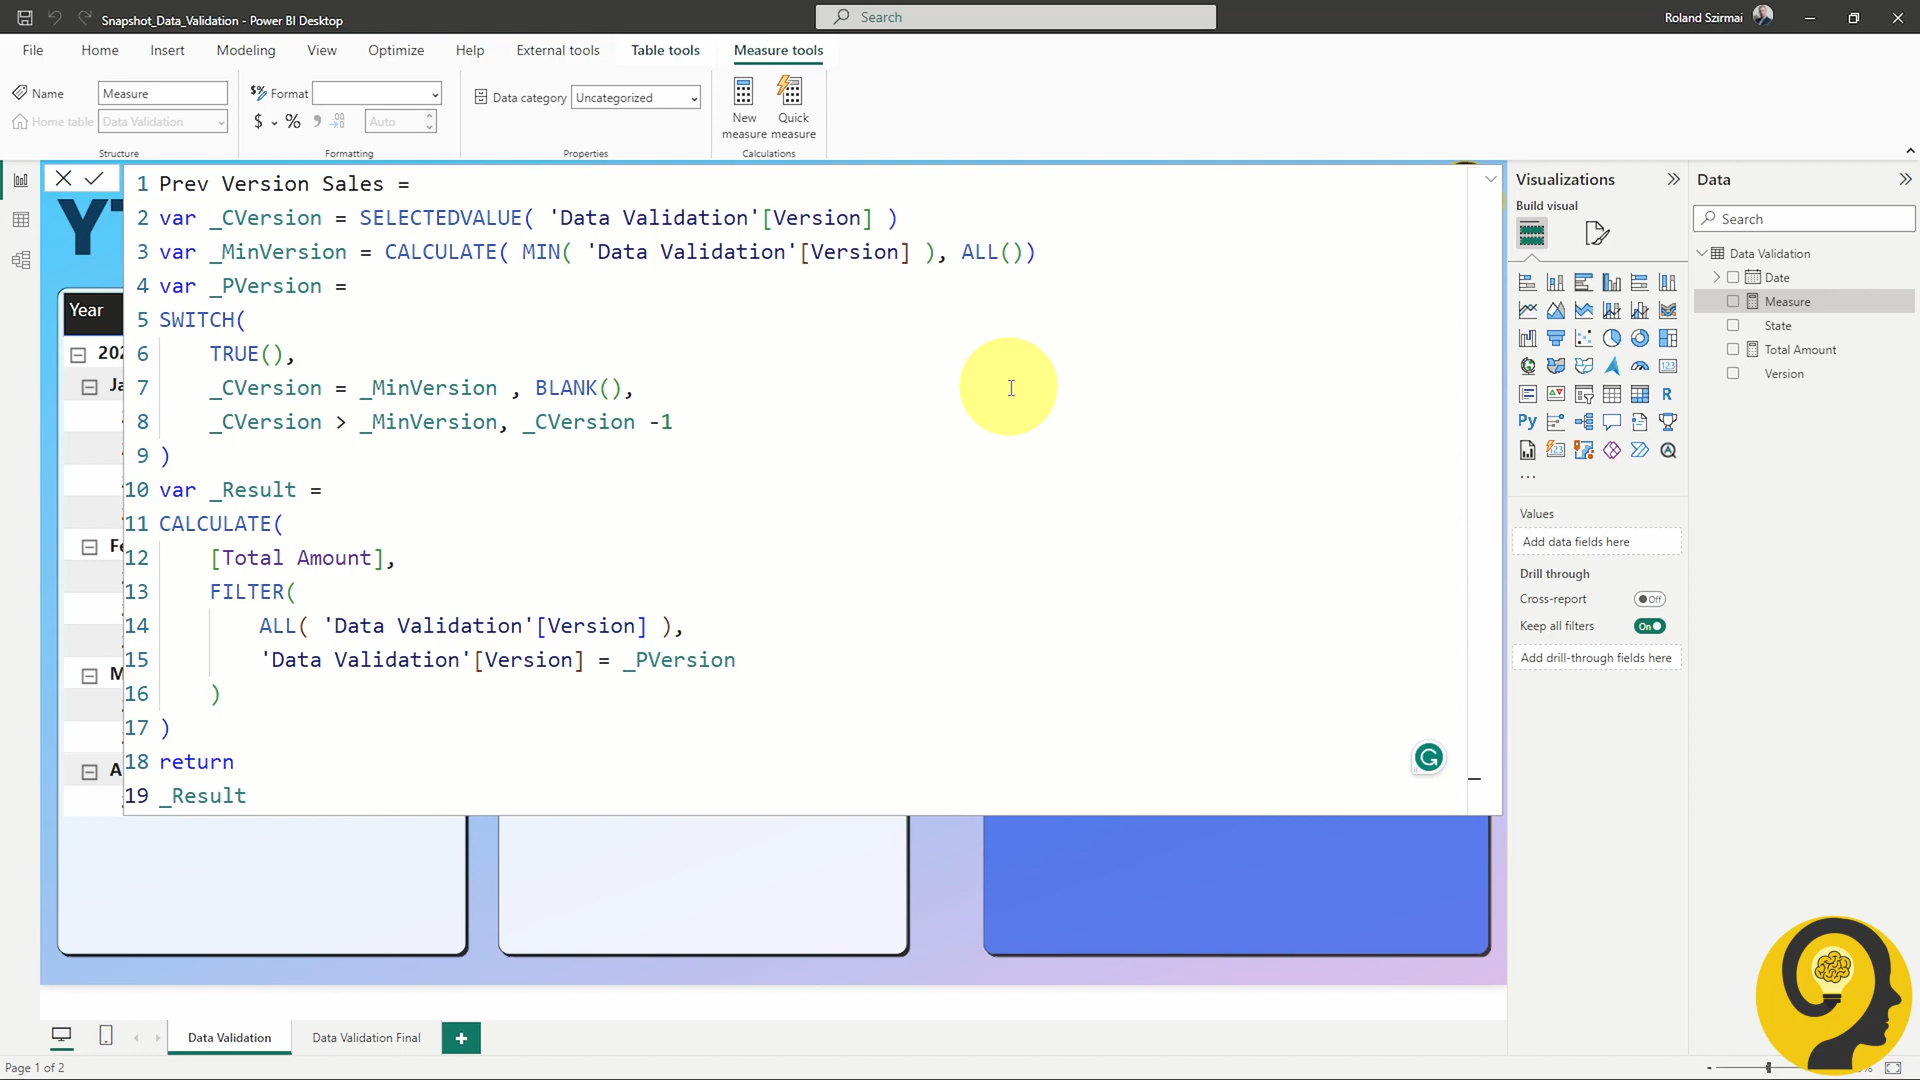 Snapshot_Data_Validation - Power BI Desktop
Search
Roland Szirmai
File
Home
Insert
Modeling
View
Optimize
Help
External tools
Table tools
Measure tools
Name
Measure
Home table
Data Validation
Structure
$% Format
$ % 9 .00
Auto
Formatting
Data category
Uncategorized
Properties
New measure
Quick measure
Calculations
Year
202
Ja
Fe
M
A
1 Prev Version Sales =
2 var _CVersion = SELECTEDVALUE( 'Data Validation'[Version] )
3 var _MinVersion = CALCULATE( MIN( 'Data Validation'[Version] ), ALL())
4 var _PVersion =
5 SWITCH(
6 TRUE(),
7 _CVersion = _MinVersion , BLANK(),
8 _CVersion > _MinVersion, _CVersion -1
9 )
10 var _Result =
11 CALCULATE(
12 [Total Amount],
13 FILTER(
14 ALL( 'Data Validation'[Version] ),
15 'Data Validation'[Version] = _PVersion
16 )
17 )
18 return
19 _Result
Visualizations
Build visual
R
Py
123
...
Values
Add data fields here
Drill through
Cross-report
Off
Keep all filters
On
Add drill-through fields here
Data
Search
Data Validation
Date
Measure
State
Total Amount
Version
Data Validation
Data Validation Final
+
Page 1 of 2